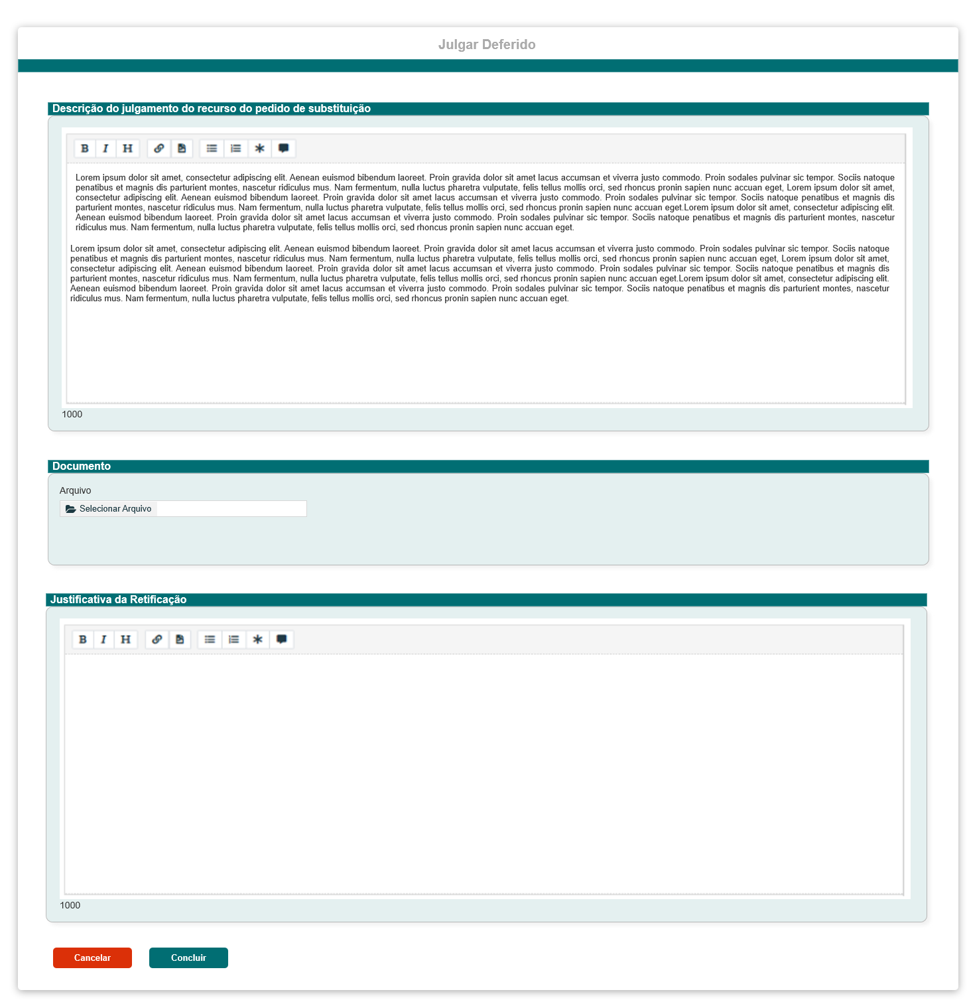 Julgar Deferido
Descrição do julgamento do recurso do pedido de substituição
B I H
Lorem ipsum dolor sit amet, consectetur adipiscing elit. Aenean euismod bibendum laoreet. Proin gravida dolor sit amet lacus accumsan et viverra justo commodo. Proin sodales pulvinar sic tempor. Sociis natoque
penatibus et magnis dis parturient montes, nascetur ridiculus mus. Nam fermentum, nulla luctus pharetra vulputate, felis tellus mollis orci, sed rhoncus pronin sapien nunc accuan eget, Lorem ipsum dolor sit amet,
consectetur adipiscing elit. Aenean euismod bibendum laoreet. Proin gravida dolor sit amet lacus accumsan et viverra justo commodo. Proin sodales pulvinar sic tempor. Sociis natoque penatibus et magnis dis
parturient montes, nascetur ridiculus mus. Nam fermentum, nulla luctus pharetra vulputate, felis tellus mollis orci, sed rhoncus pronin sapien nunc accuan eget.Lorem ipsum dolor sit amet, consectetur adipiscing elit.
Aenean euismod bibendum laoreet. Proin gravida dolor sit amet lacus accumsan et viverra justo commodo. Proin sodales pulvinar sic tempor. Sociis natoque penatibus et magnis dis parturient montes, nascetur
ridiculus mus. Nam fermentum, nulla luctus pharetra vulputate, felis tellus mollis orci, sed rhoncus pronin sapien nunc accuan eget.
Lorem ipsum dolor sit amet, consectetur adipiscing elit. Aenean euismod bibendum laoreet. Proin gravida dolor sit amet lacus accumsan et viverra justo commodo. Proin sodales pulvinar sic tempor. Sociis natoque
penatibus et magnis dis parturient montes, nascetur ridiculus mus. Nam fermentum, nulla luctus pharetra vulputate, felis tellus mollis orci, sed rhoncus pronin sapien nunc accuan eget, Lorem ipsum dolor sit amet,
consectetur adipiscing elit. Aenean euismod bibendum laoreet. Proin gravida dolor sit amet lacus accumsan et viverra justo commodo. Proin sodales pulvinar sic tempor. Sociis natoque penatibus et magnis dis
parturient montes, nascetur ridiculus mus. Nam fermentum, nulla luctus pharetra vulputate, felis tellus mollis orci, sed rhoncus pronin sapien nunc accuan eget.Lorem ipsum dolor sit amet, consectetur adipiscing elit.
Aenean euismod bibendum laoreet. Proin gravida dolor sit amet lacus accumsan et viverra justo commodo. Proin sodales pulvinar sic tempor. Sociis natoque penatibus et magnis dis parturient montes, nascetur
ridiculus mus. Nam fermentum, nulla luctus pharetra vulputate, felis tellus mollis orci, sed rhoncus pronin sapien nunc accuan eget.
1000
Documento
Arquivo
Selecionar Arquivo
Justificativa da Retificação
B I H
1000
Cancelar Concluir